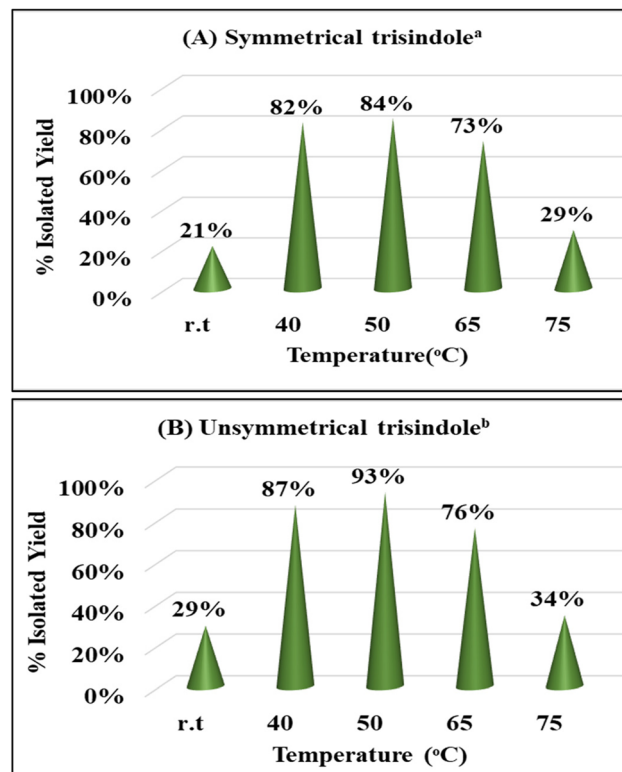 (A) Symmetrical trisindoleᵃ
% Isolated Yield
100%
80%
60%
40%
20%
0%
21%
82%
84%
73%
29%
r.t 40 50 65 75
Temperature(°C)
(B) Unsymmetrical trisindoleᵇ
% Isolated Yield
100%
80%
60%
40%
20%
0%
29%
87%
93%
76%
34%
r.t 40 50 65 75
Temperature (°C)